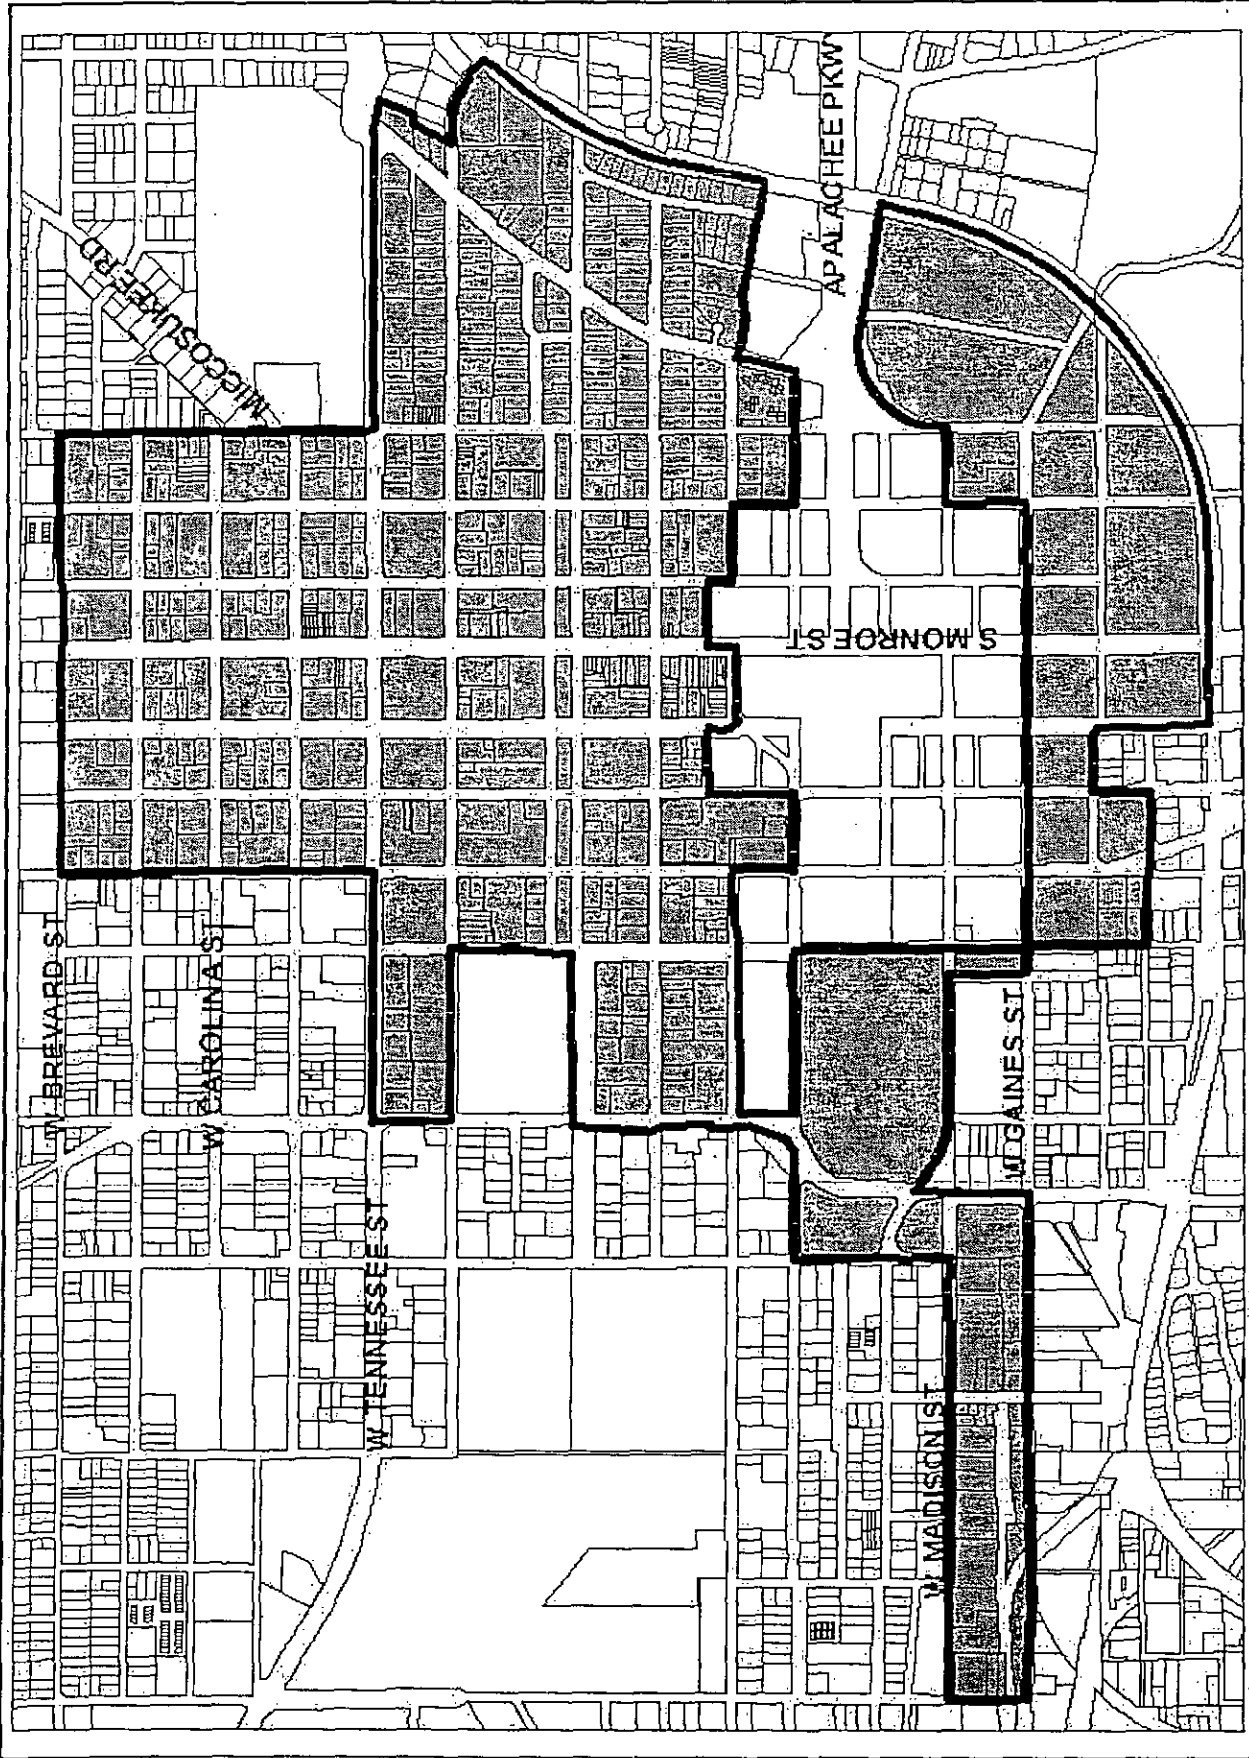 MICCOSUKEE RD
APALACHEE PKWY
S MONROE ST
W BREVARD ST
W CAROLINA ST
W GAINES ST
W TENNESSEE ST
W MADISON ST